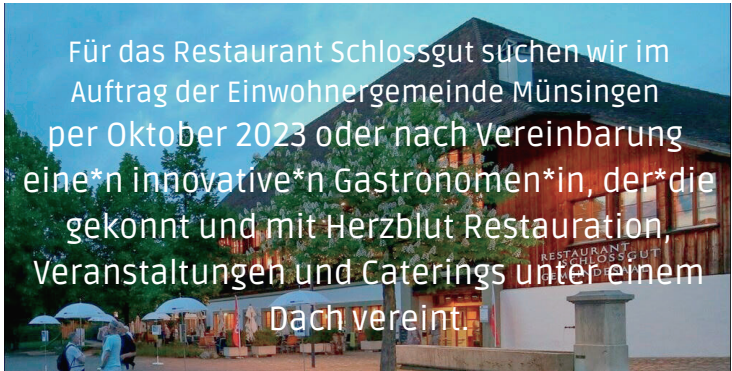 Für das Restaurant Schlossgut suchen wir im
Auftrag der Einwohnergemeinde Münsingen
per Oktober 2023 oder nach Vereinbarung
eine*n innovative*n Gastronomen*in, der*die
gekonnt und mit Herzblut Restauration,
Veranstaltungen und Caterings unter einem
Dach vereint.
RESTAURANT
SCHLOSSGUT